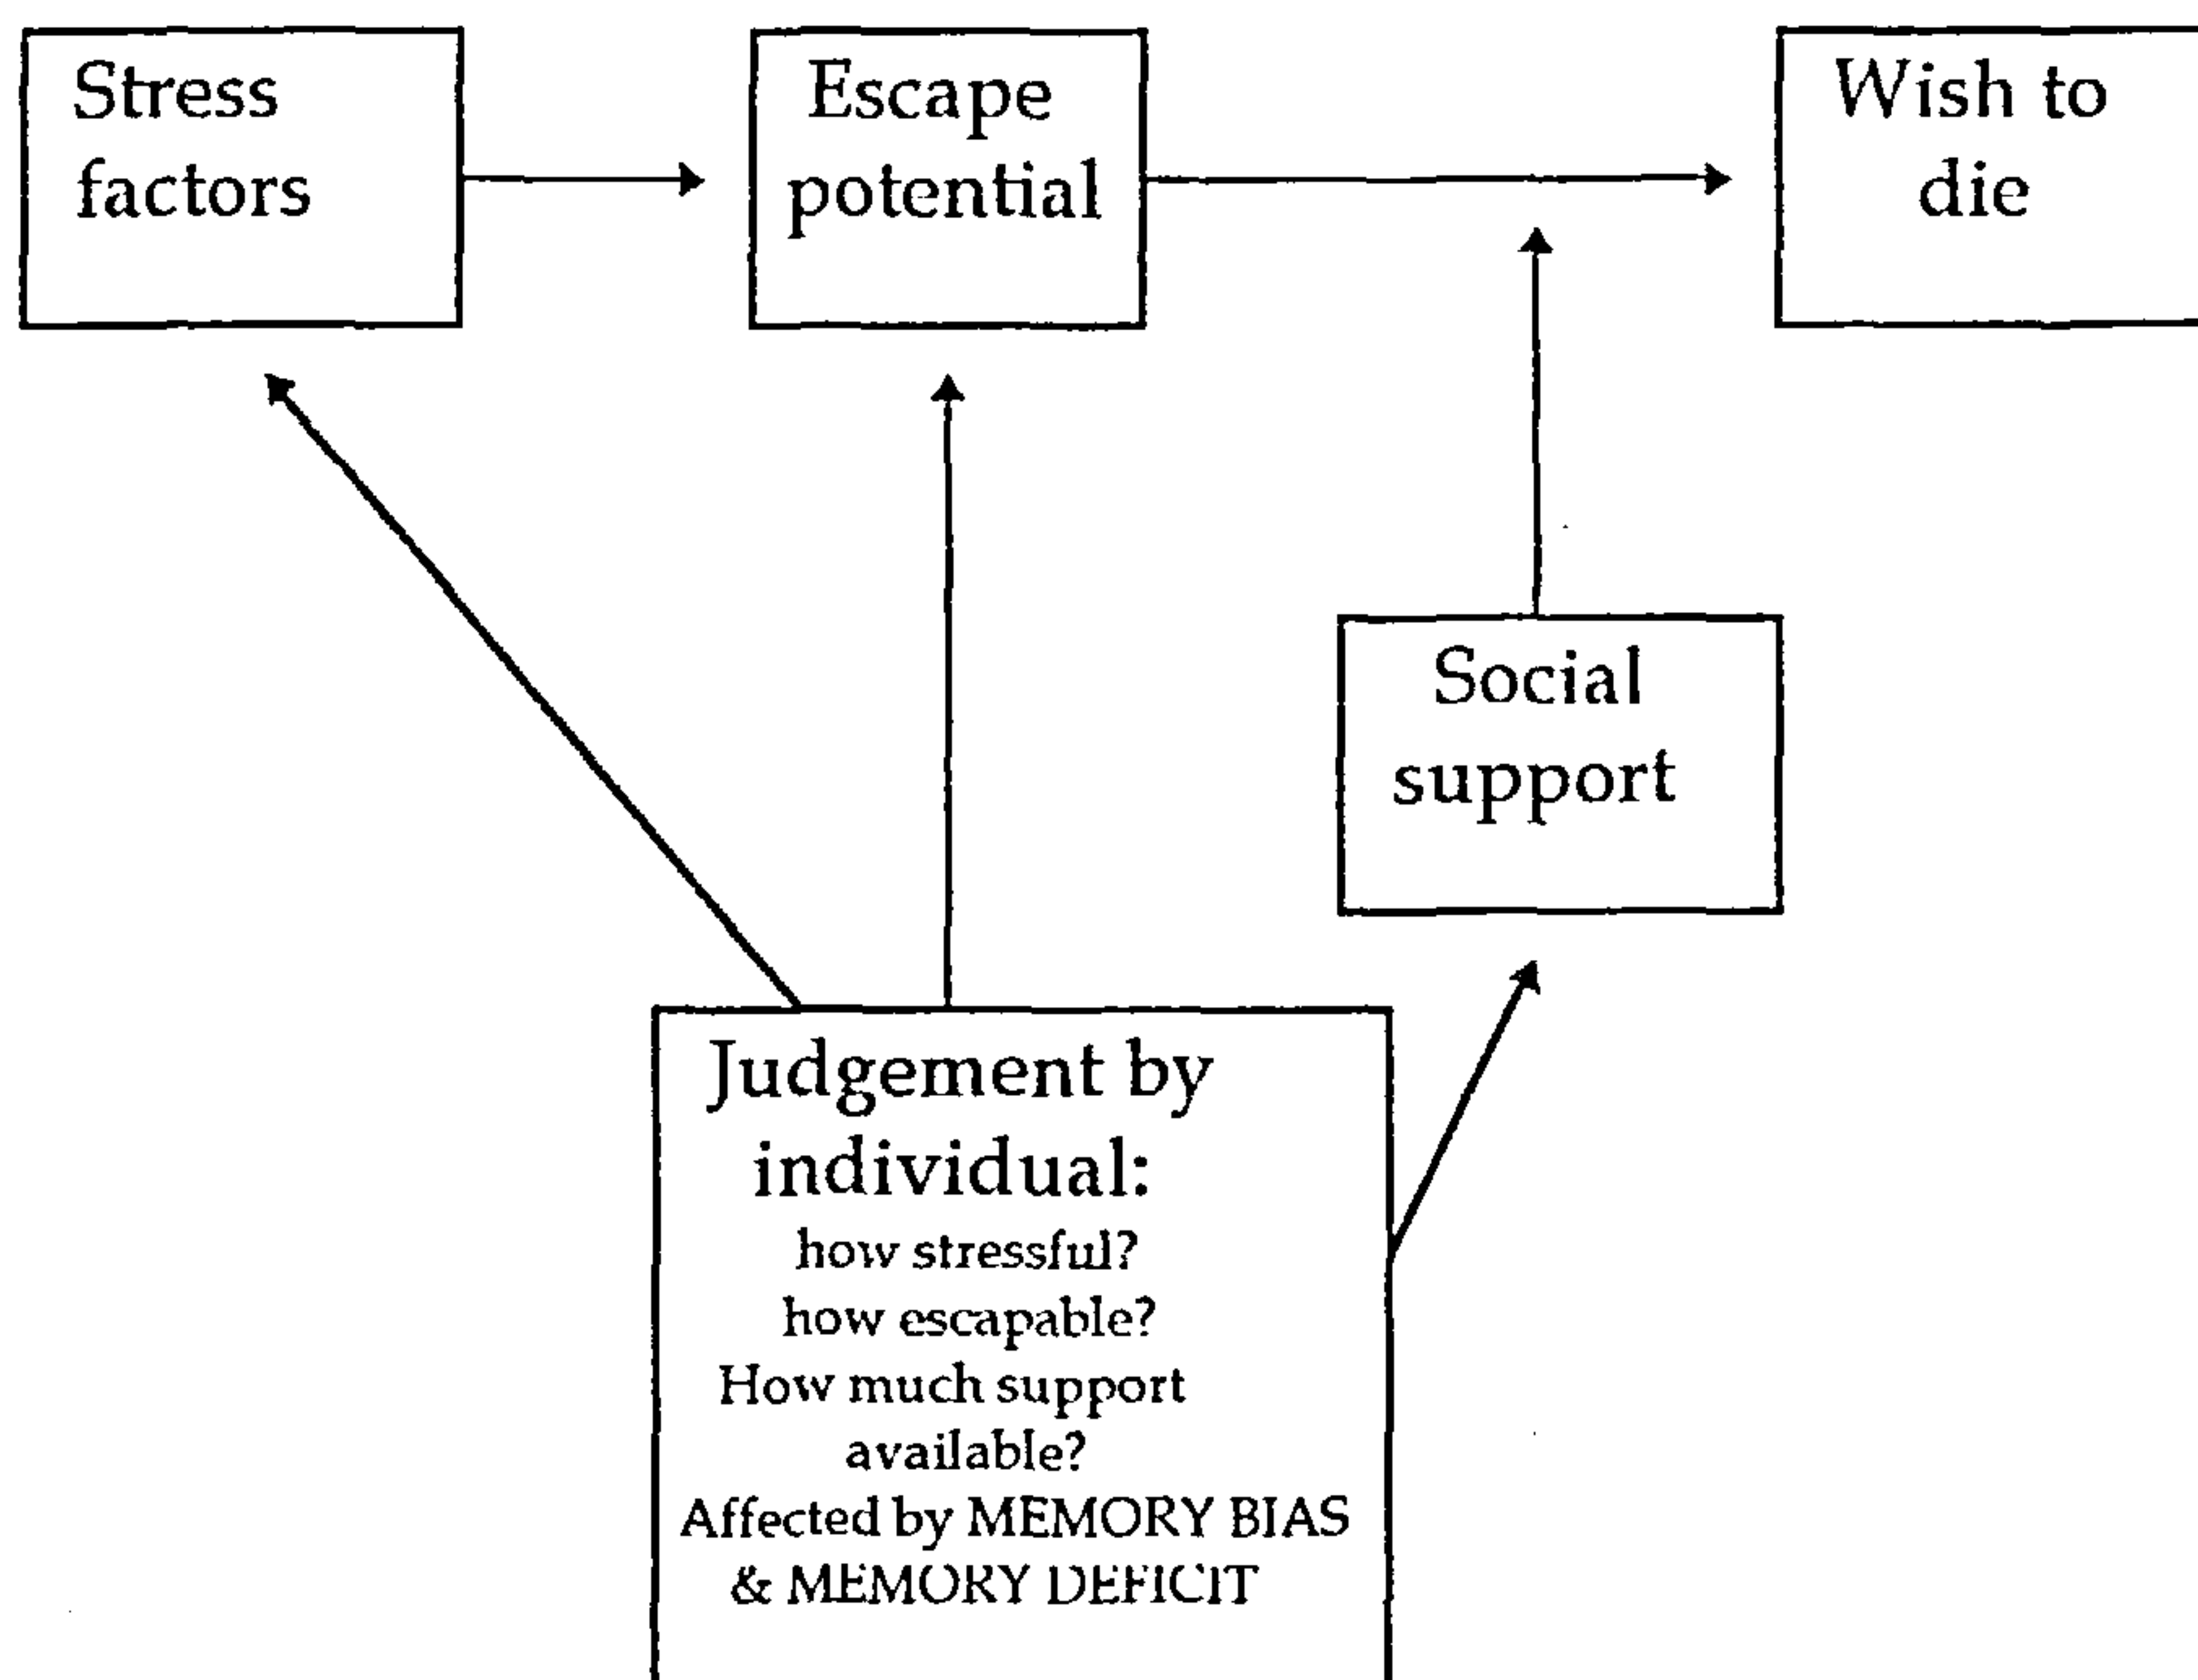 Stress
factors
Escape
potential
Wish to
die
Social
support
Judgement by
individual:
how stressful?
how escapable?
How much support
available?
Affected by MEMORY BIAS
& MEMORY DEFICIT